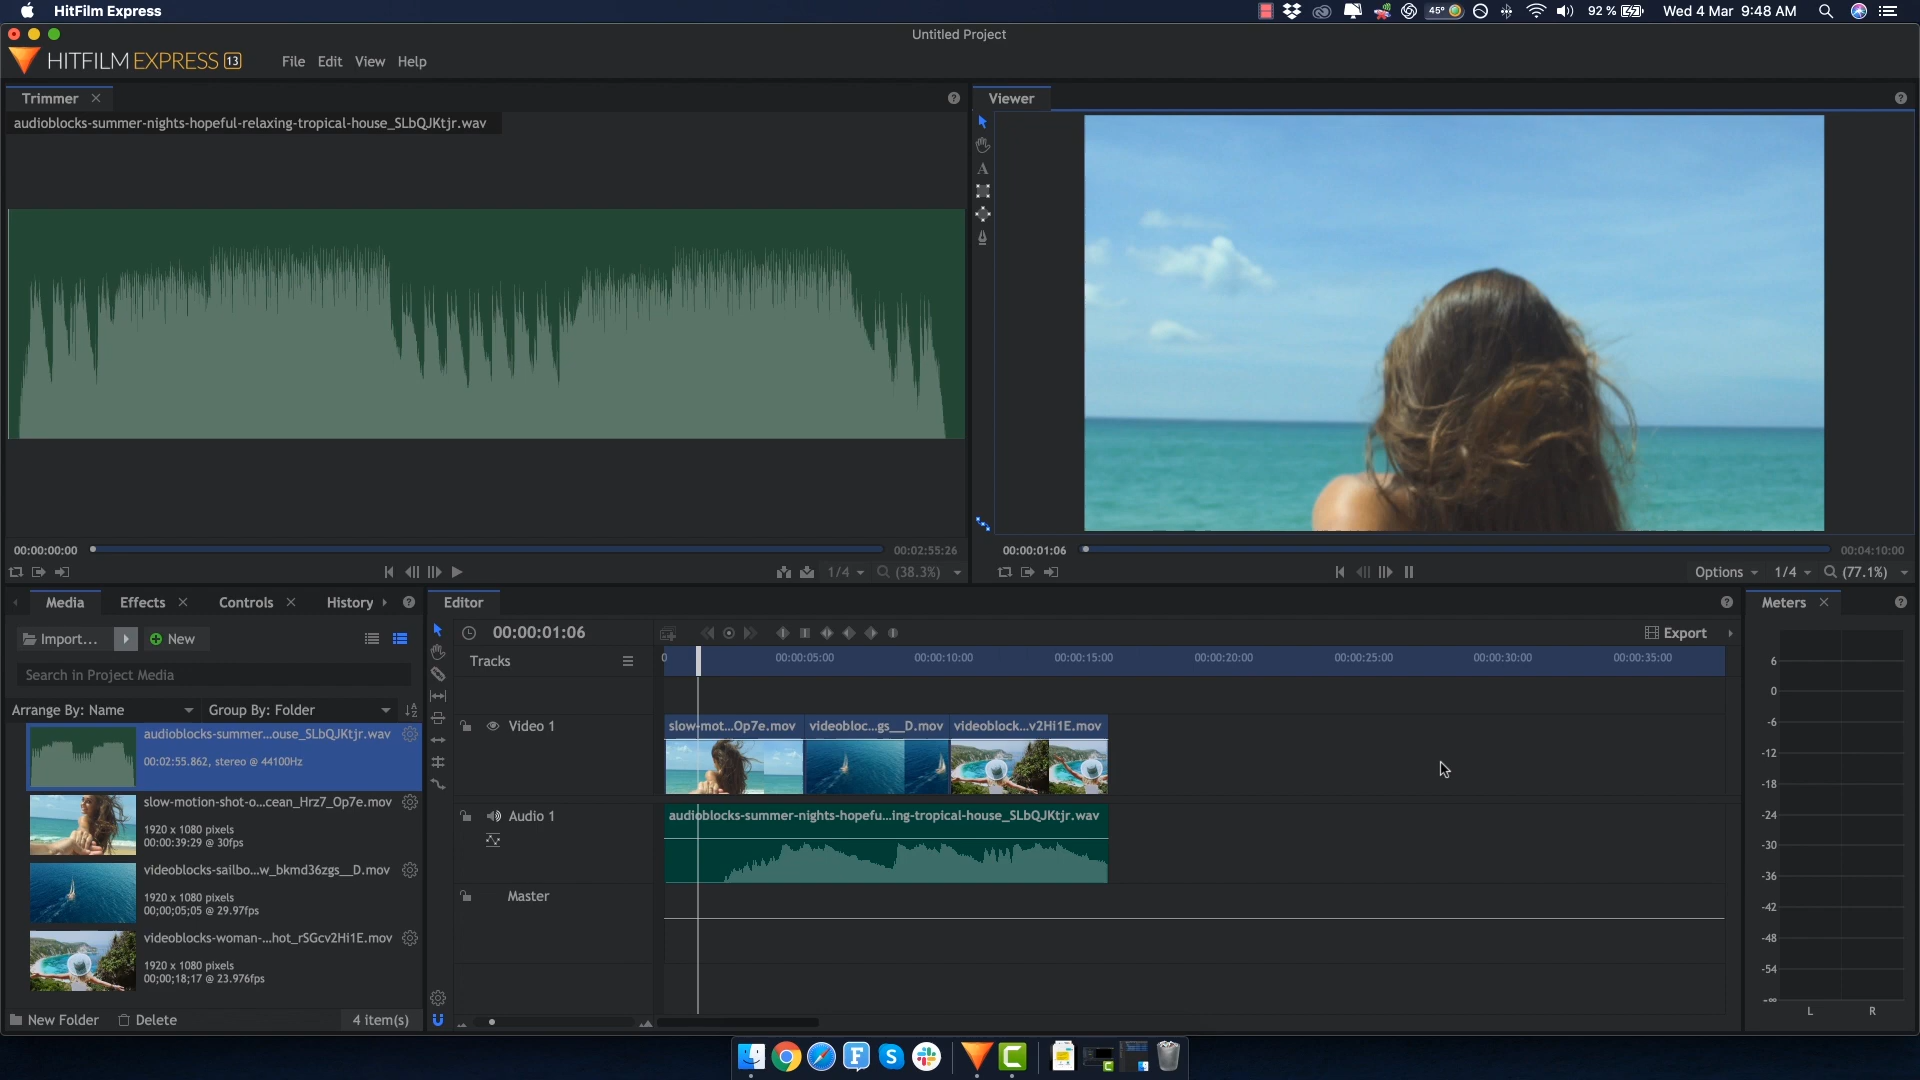 HitFilm Express
45°
92 %
Wed 4 Mar 9:48 AM
Untitled Project
HITFILM EXPRESS 13
File Edit View Help
Trimmer
audioblocks-summer-nights-hopeful-relaxing-tropical-house_SLbQJKtjr.wav
00:00:00:00
00:02:55:26
1/4
(38.3%)
Viewer
A
00:00:01:06
00:04:10:00
Options
1/4
(77.1%)
Media
Effects
Controls
History
Import...
New
Search in Project Media
Arrange By: Name
Group By: Folder
audioblocks-summer...ouse_SLbQJKtjr.wav
00:02:55.862, stereo @ 44100Hz
slow-motion-shot-o...cean_Hrz7_Op7e.mov
1920 x 1080 pixels
00:00:39:29 @ 30fps
videoblocks-sailbo...w_bkmd36zgs__D.mov
1920 x 1080 pixels
00;00;05;05 @ 29.97fps
videoblocks-woman-...hot_rSGcv2Hi1E.mov
1920 x 1080 pixels
00;00;18;17 @ 23.976fps
New Folder
Delete
4 item(s)
Editor
00:00:01:06
Export
Tracks
0
00:00:05:00
00:00:10:00
00:00:15:00
00:00:20:00
00:00:25:00
00:00:30:00
00:00:35:00
Video 1
slow-mot...Op7e.mov
videobloc...gs__D.mov
videoblock...v2Hi1E.mov
Audio 1
audioblocks-summer-nights-hopefu...ing-tropical-house_SLbQJKtjr.wav
Master
Meters
6
0
-6
-12
-18
-24
-30
-36
-42
-48
-54
-∞
L
R